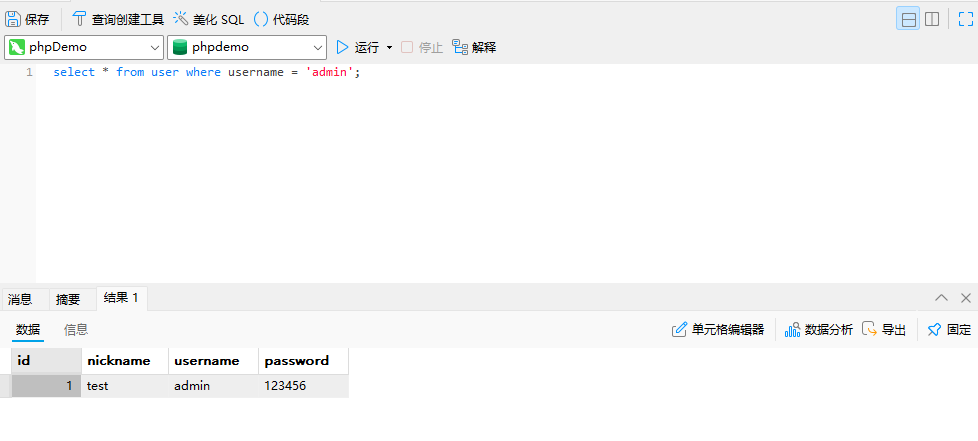 保存 查询创建工具 美化 SQL 代码段
phpDemo phpdemo 运行 停止 解释
1 select * from user where username = 'admin';
消息 摘要 结果 1
数据 信息 单元格编辑器 数据分析 导出 固定
id nickname username password
1 test admin 123456